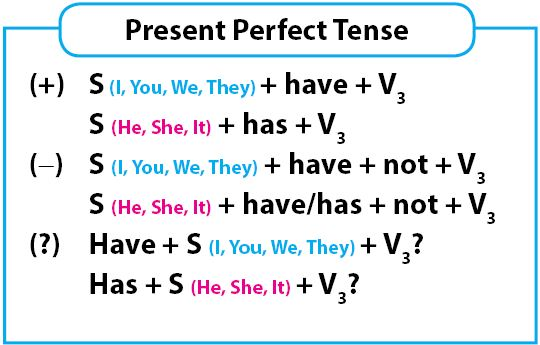 Present Perfect Tense
(+) S (I, You, We, They) + have + V₃
S (He, She, It) + has + V₃
(–) S (I, You, We, They) + have + not + V₃
S (He, She, It) + have/has + not + V₃
(?) Have + S (I, You, We, They) + V₃?
Has + S (He, She, It) + V₃?